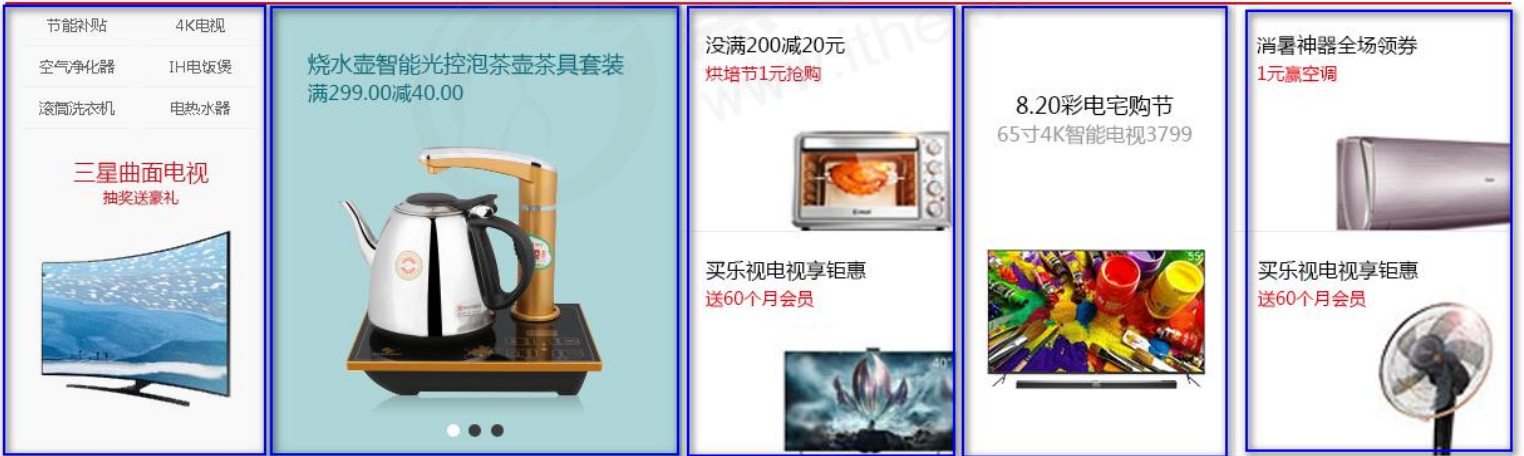 节能补贴 4K电视
空气净化器 IH电饭煲
滚筒洗衣机 电热水器
三星曲面电视
抽奖送豪礼
烧水壶智能光控泡茶壶茶具套装
满299.00减40.00
没满200减20元
烘培节1元抢购
买乐视电视享钜惠
送60个月会员
40"
8.20彩电宅购节
65寸4K智能电视3799
55"
消暑神器全场领券
1元赢空调
买乐视电视享钜惠
送60个月会员